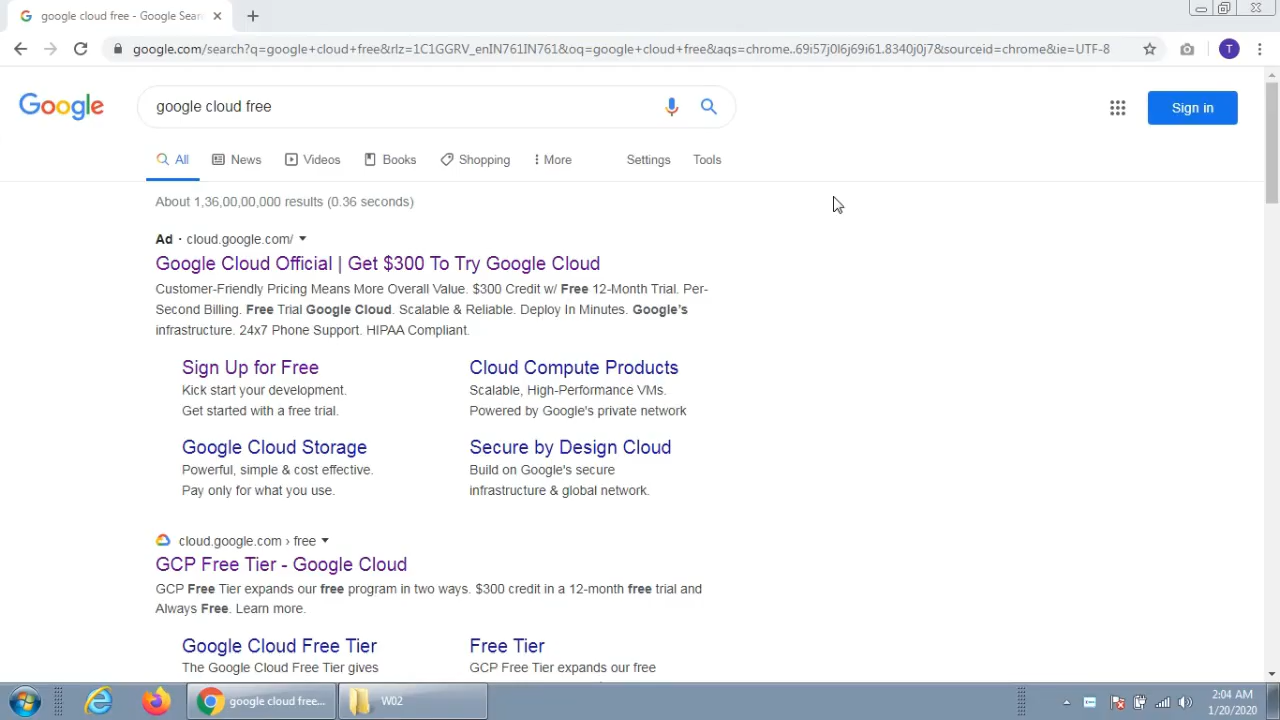 google cloud free - Google Sear
google.com/search?q=google+cloud+free&rlz=1C1GGRV_enIN761IN761&oq=google+cloud+free&aqs=chrome..69i57j0l6j69i61.8340j0j7&sourceid=chrome&ie=UTF-8
T
Google
google cloud free
Sign in
All News Videos Books Shopping More Settings Tools
About 1,36,00,00,000 results (0.36 seconds)
Ad · cloud.google.com/
Google Cloud Official | Get $300 To Try Google Cloud
Customer-Friendly Pricing Means More Overall Value. $300 Credit w/ Free 12-Month Trial. Per-
Second Billing. Free Trial Google Cloud. Scalable & Reliable. Deploy In Minutes. Google's
infrastructure. 24x7 Phone Support. HIPAA Compliant.
Sign Up for Free
Kick start your development.
Get started with a free trial.
Cloud Compute Products
Scalable, High-Performance VMs.
Powered by Google's private network
Google Cloud Storage
Powerful, simple & cost effective.
Pay only for what you use.
Secure by Design Cloud
Build on Google's secure
infrastructure & global network.
cloud.google.com › free
GCP Free Tier - Google Cloud
GCP Free Tier expands our free program in two ways. $300 credit in a 12-month free trial and
Always Free. Learn more.
Google Cloud Free Tier
The Google Cloud Free Tier gives
Free Tier
GCP Free Tier expands our free
google cloud free...
W02
2:04 AM
1/20/2020